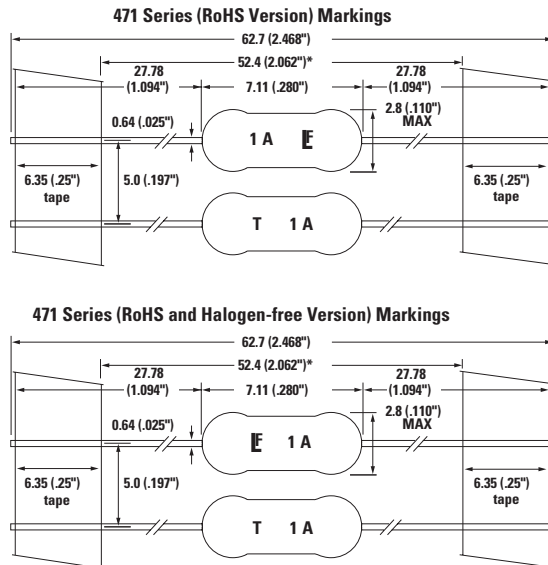 471 Series (RoHS Version) Markings
62.7 (2.468")
52.4 (2.062")*
27.78
(1.094")
7.11 (.280")
27.78
(1.094")
0.64 (.025")
2.8 (.110")
MAX
1 A LF
6.35 (.25")
tape
5.0 (.197")
6.35 (.25")
tape
T 1 A
471 Series (RoHS and Halogen-free Version) Markings
62.7 (2.468")
52.4 (2.062")*
27.78
(1.094")
7.11 (.280")
27.78
(1.094")
0.64 (.025")
2.8 (.110")
MAX
LF 1 A
6.35 (.25")
tape
5.0 (.197")
6.35 (.25")
tape
T 1 A